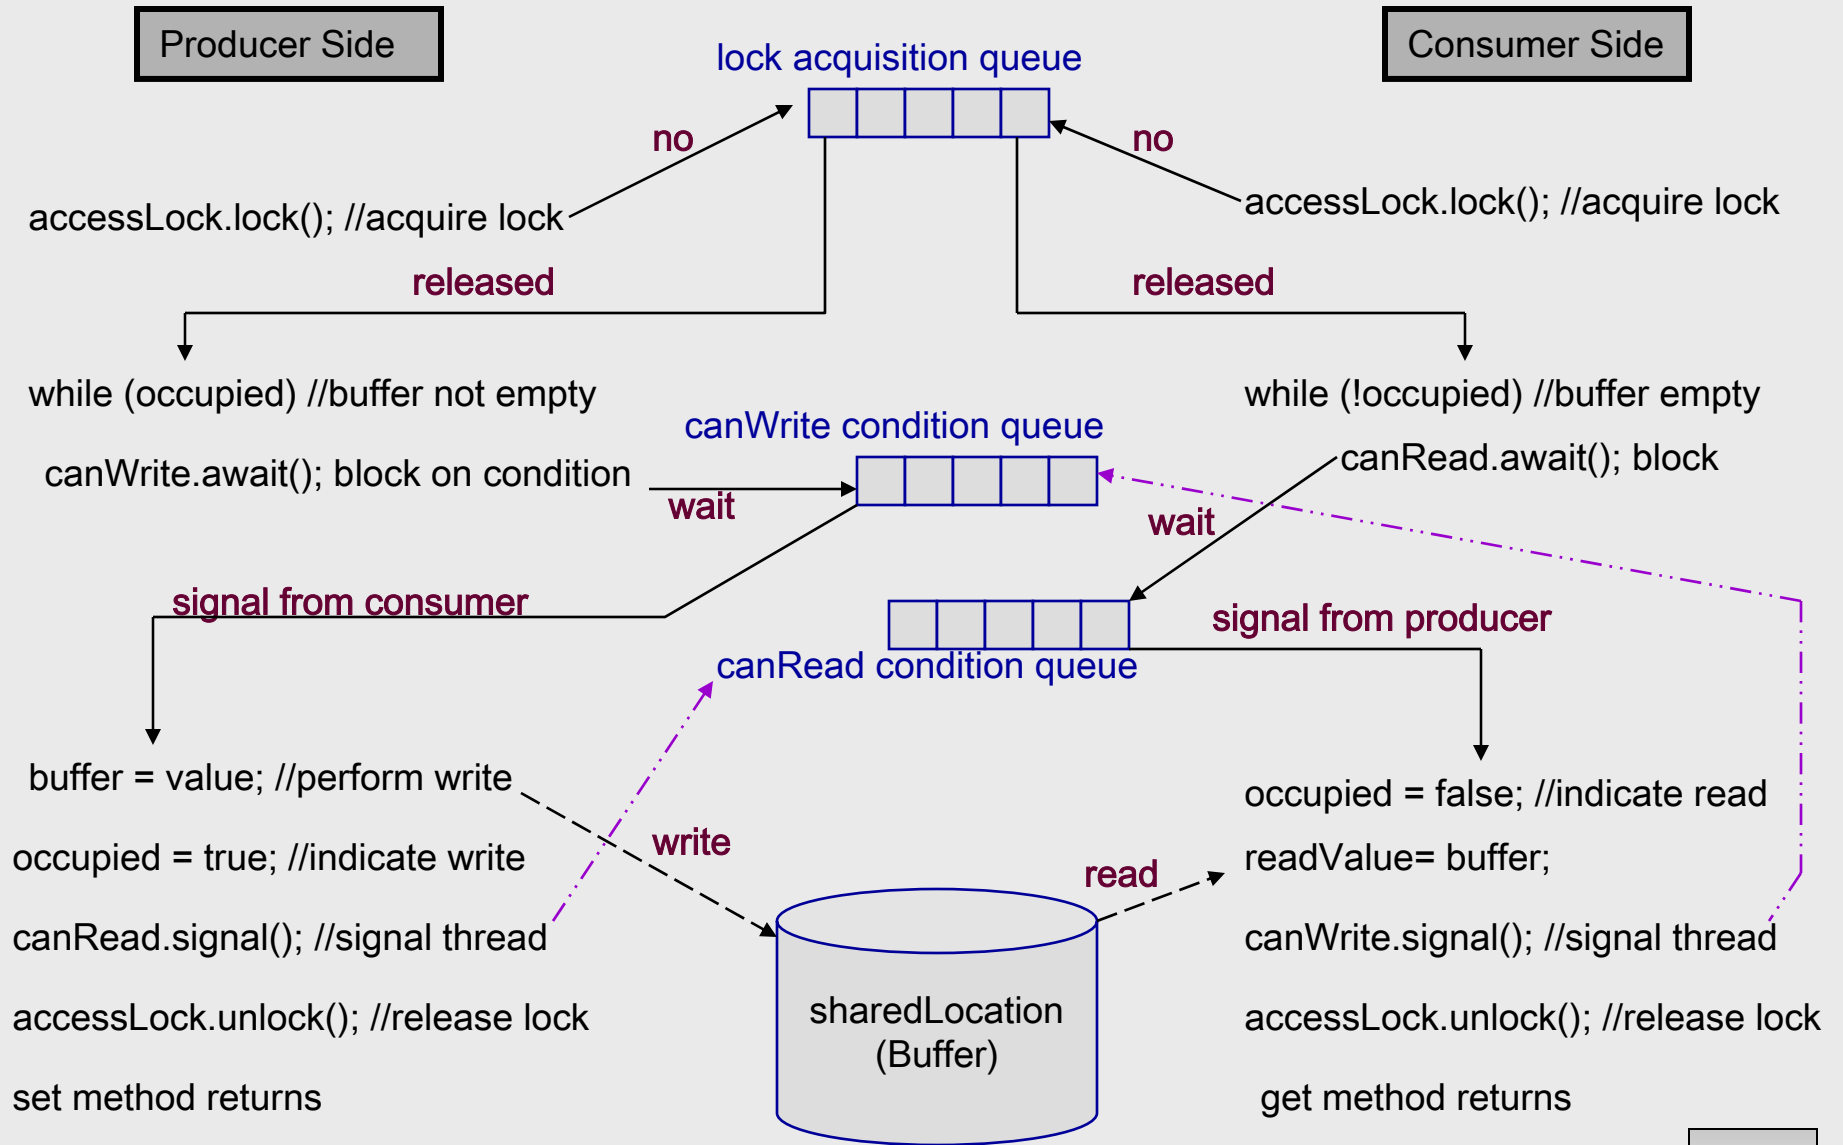 Producer Side
Consumer Side
lock acquisition queue
no
no
accessLock.lock(); //acquire lock
accessLock.lock(); //acquire lock
released
released
while (occupied) //buffer not empty
while (!occupied) //buffer empty
canWrite condition queue
canWrite.await(); block on condition
canRead.await(); block
wait
wait
signal from consumer
signal from producer
canRead condition queue
buffer = value; //perform write
occupied = false; //indicate read
write
occupied = true; //indicate write
readValue= buffer;
read
canRead.signal(); //signal thread
canWrite.signal(); //signal thread
sharedLocation
(Buffer)
accessLock.unlock(); //release lock
accessLock.unlock(); //release lock
set method returns
get method returns